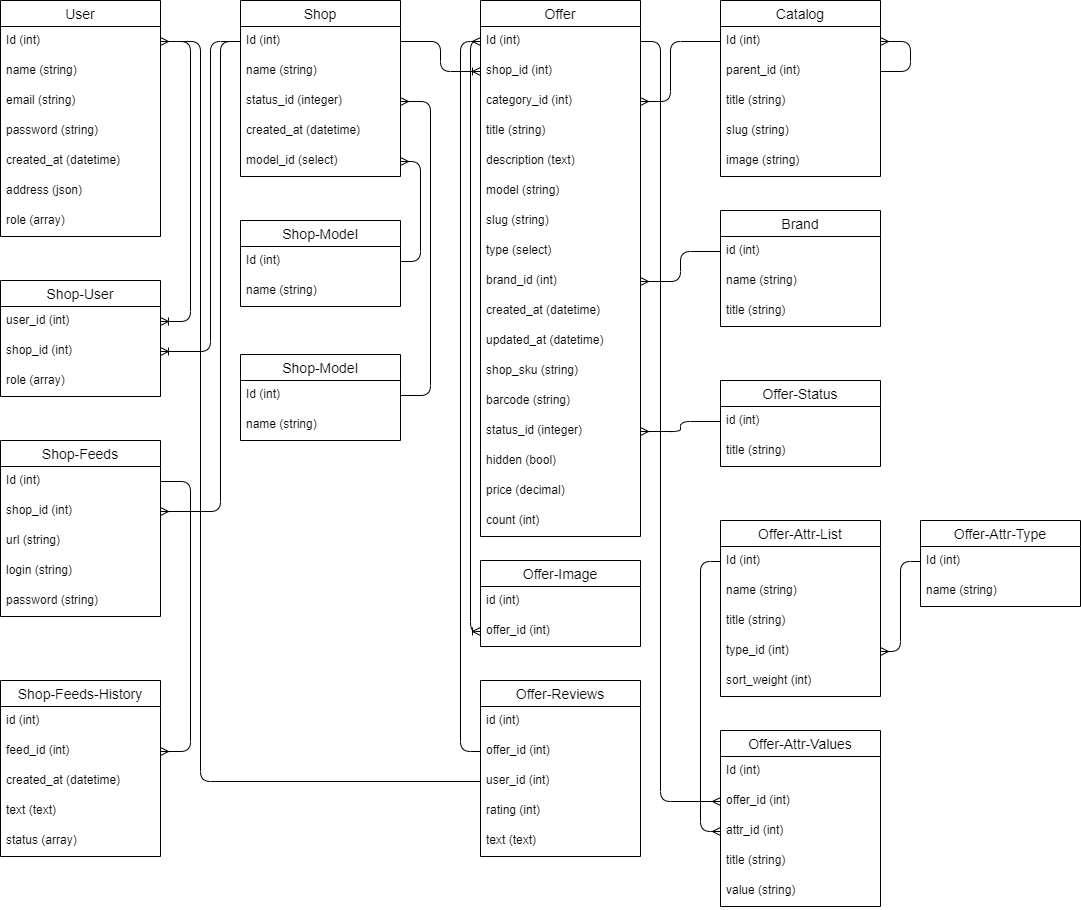 User
Id (int)
name (string)
email (string)
password (string)
created_at (datetime)
address (json)
role (array)
Shop-User
user_id (int)
shop_id (int)
role (array)
Shop-Feeds
Id (int)
shop_id (int)
url (string)
login (string)
password (string)
Shop-Feeds-History
id (int)
feed_id (int)
created_at (datetime)
text (text)
status (array)
Shop
Id (int)
name (string)
status_id (integer)
created_at (datetime)
model_id (select)
Shop-Model
Id (int)
name (string)
Shop-Model
Id (int)
name (string)
Offer
Id (int)
shop_id (int)
category_id (int)
title (string)
description (text)
model (string)
slug (string)
type (select)
brand_id (int)
created_at (datetime)
updated_at (datetime)
shop_sku (string)
barcode (string)
status_id (integer)
hidden (bool)
price (decimal)
count (int)
Offer-Image
id (int)
offer_id (int)
Offer-Reviews
id (int)
offer_id (int)
user_id (int)
rating (int)
text (text)
Catalog
Id (int)
parent_id (int)
title (string)
slug (string)
image (string)
Brand
id (int)
name (string)
title (string)
Offer-Status
id (int)
title (string)
Offer-Attr-List
Id (int)
name (string)
title (string)
type_id (int)
sort_weight (int)
Offer-Attr-Values
Id (int)
offer_id (int)
attr_id (int)
title (string)
value (string)
Offer-Attr-Type
Id (int)
name (string)